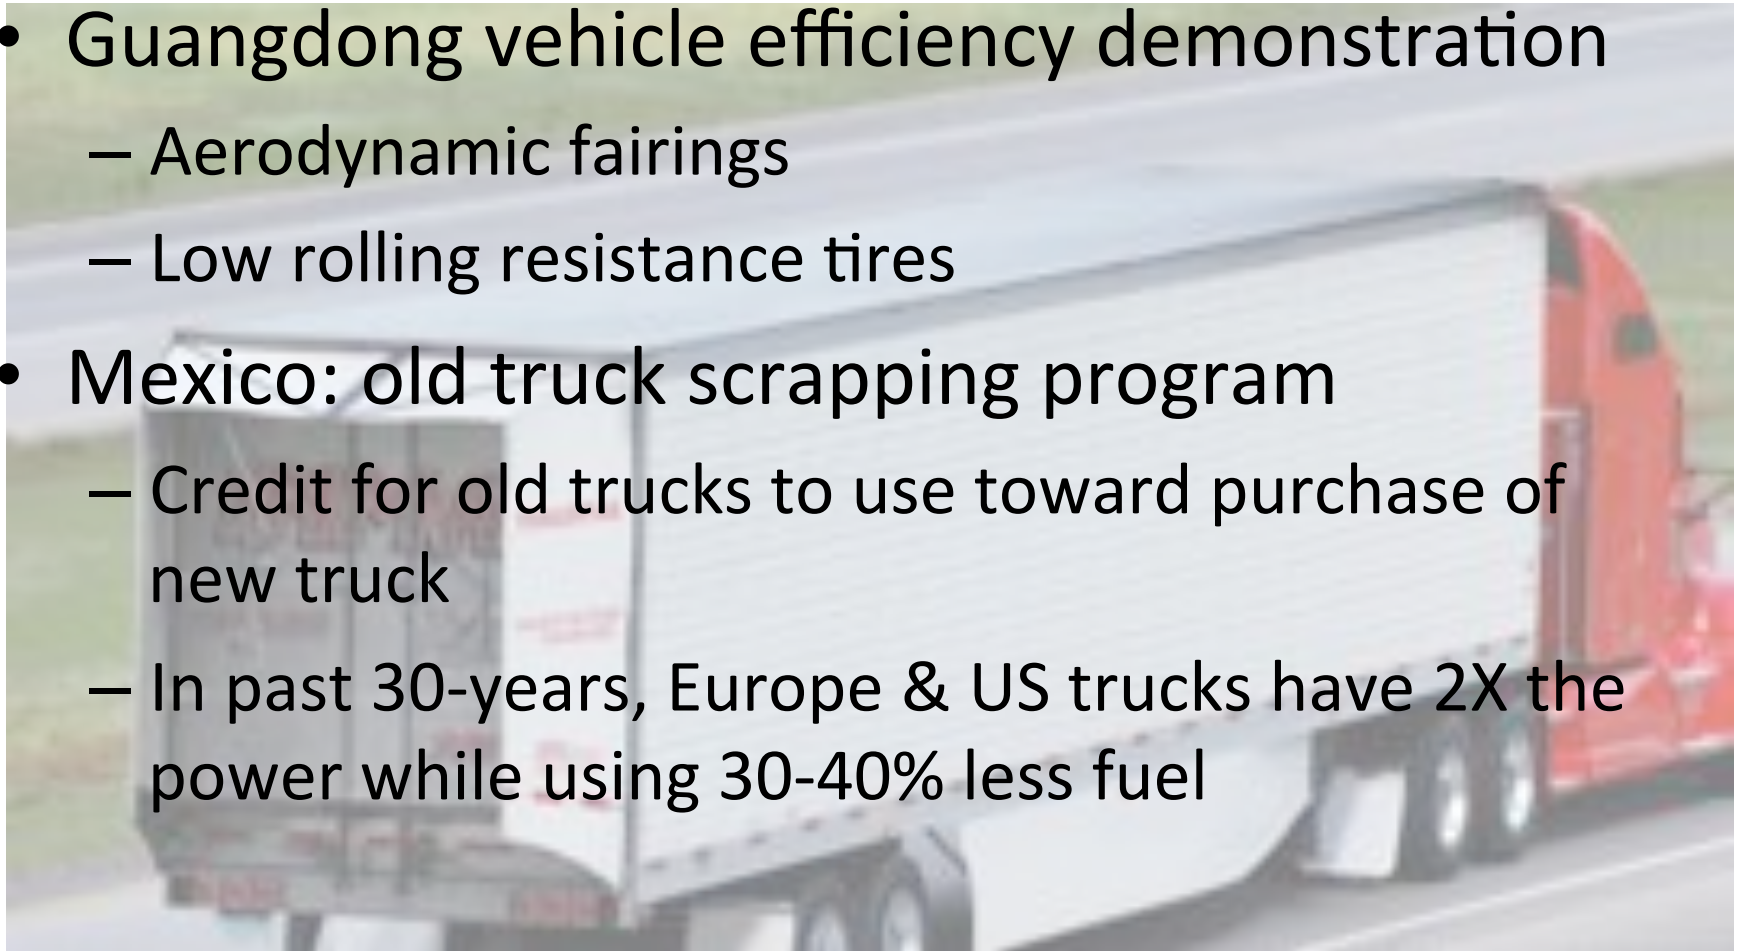 • Guangdong vehicle efficiency demonstration
– Aerodynamic fairings
– Low rolling resistance tires
• Mexico: old truck scrapping program
– Credit for old trucks to use toward purchase of
new truck
– In past 30-years, Europe & US trucks have 2X the
power while using 30-40% less fuel